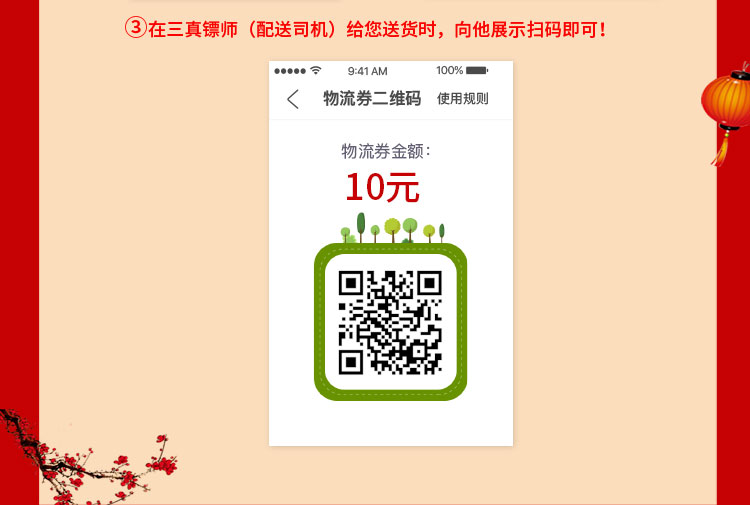 ③在三真镖师（配送司机）给您送货时，向他展示扫码即可！
9:41 AM
100%
物流券二维码
使用规则
物流券金额：
10元